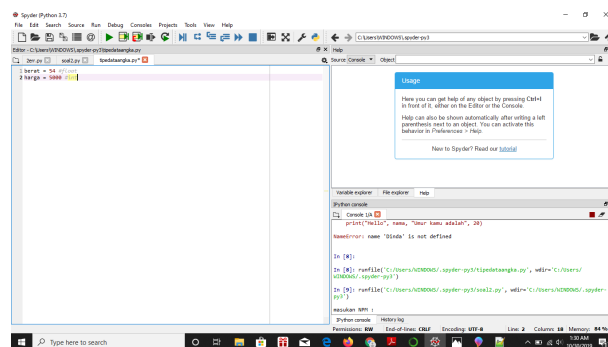 Spyder (Python 3.7)
File Edit Search Source Run Debug Consoles Projects Tools View Help
C:\Users\WINDOWS\.spyder-py3
Editor - C:\Users\WINDOWS\.spyder-py3\tipedataangka.py
Help
soal2.py
tipedataangka.py*
Source Console Object
1 berat = 54 #float
2 harga = 5000 #int
Usage
Here you can get help of any object by pressing Ctrl+I
in front of it, either on the Editor or the Console.
Help can also be shown automatically after writing a left
parenthesis next to an object. You can activate this
behavior in Preferences > Help.
New to Spyder? Read our tutorial
Variable explorer File explorer Help
IPython console
Console 1/A
print("Hello", nama, "Umur kamu adalah", 20)
NameError: name 'Dinda' is not defined
In [8]:
In [8]: runfile('C:/Users/WINDOWS/.spyder-py3/tipedataangka.py', wdir='C:/Users/
WINDOWS/.spyder-py3')
In [9]: runfile('C:/Users/WINDOWS/.spyder-py3/soal2.py', wdir='C:/Users/WINDOWS/.spyder-
py3')
masukan NPM :
IPython console History log
Permissions: RW End-of-lines: CRLF Encoding: UTF-8 Line: 2 Column: 18 Memory: 84 %
Type here to search
1:30 AM
10/30/2019